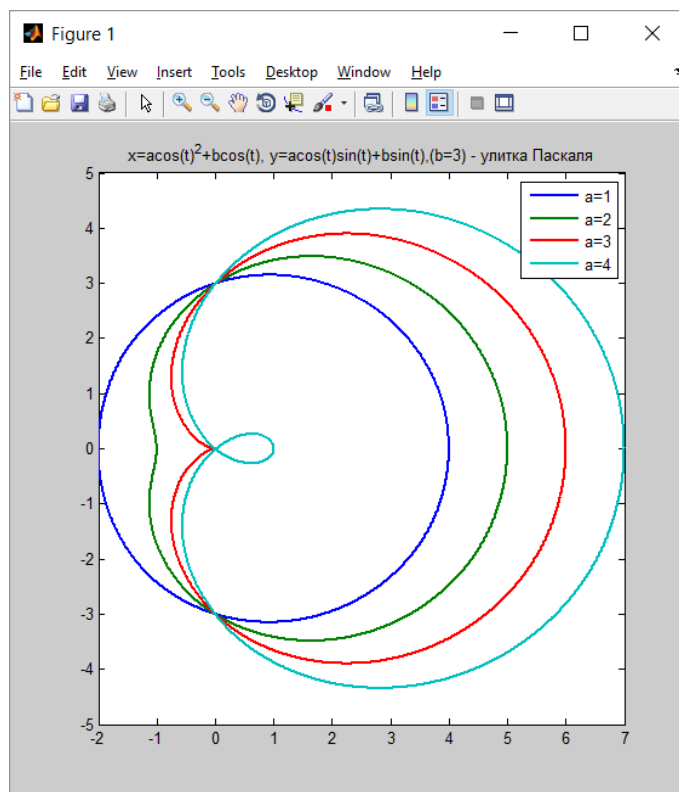 Figure 1
File Edit View Insert Tools Desktop Window Help
x=acos(t)^2+bcos(t), y=acos(t)sin(t)+bsin(t),(b=3) - улитка Паскаля
a=1
a=2
a=3
a=4
5
4
3
2
1
0
-1
-2
-3
-4
-5
-2 -1 0 1 2 3 4 5 6 7